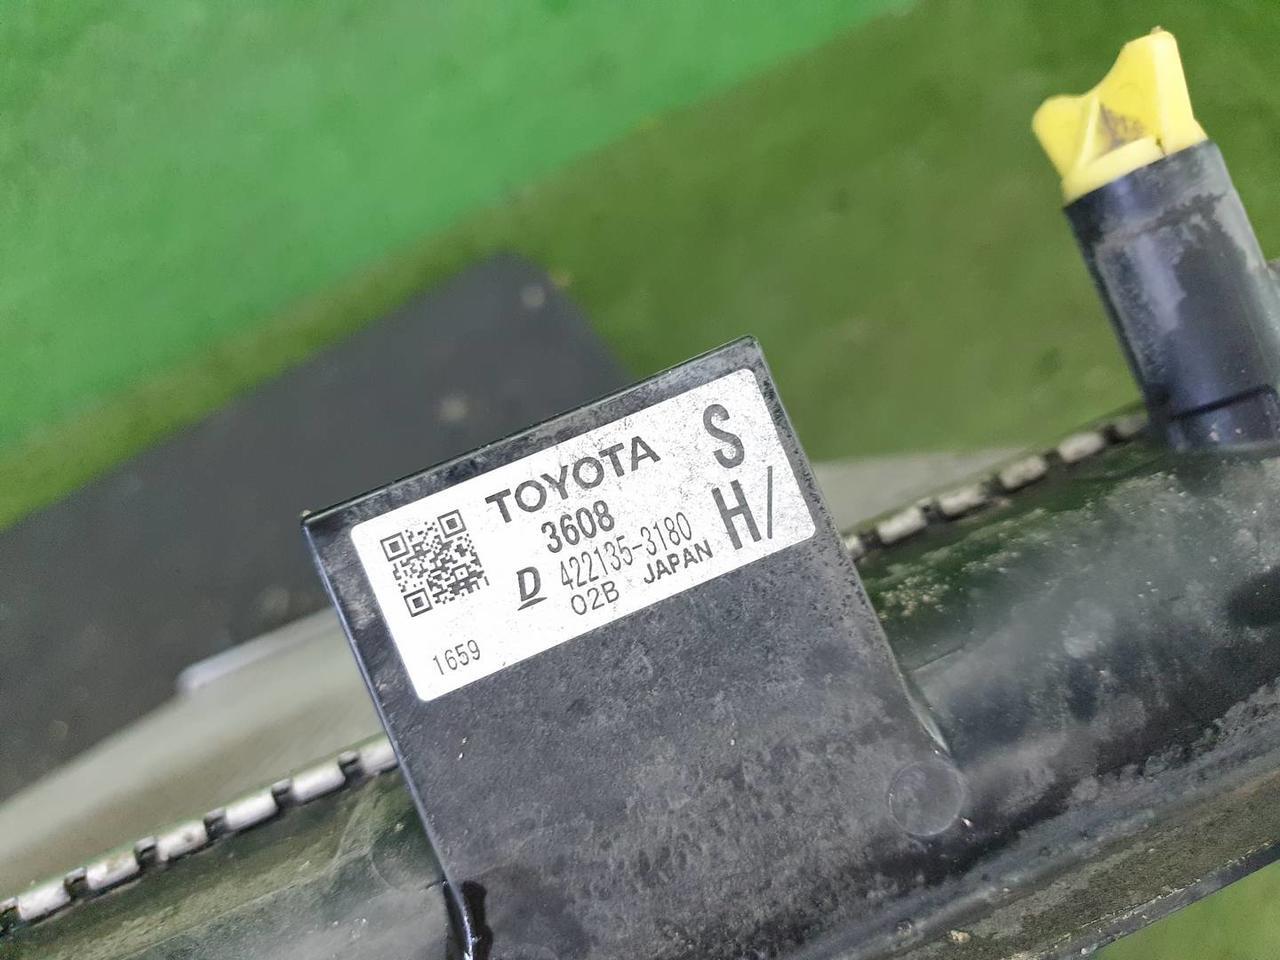 TOYOTA
S
3608
H/
D 422135-3180
02B JAPAN
1659